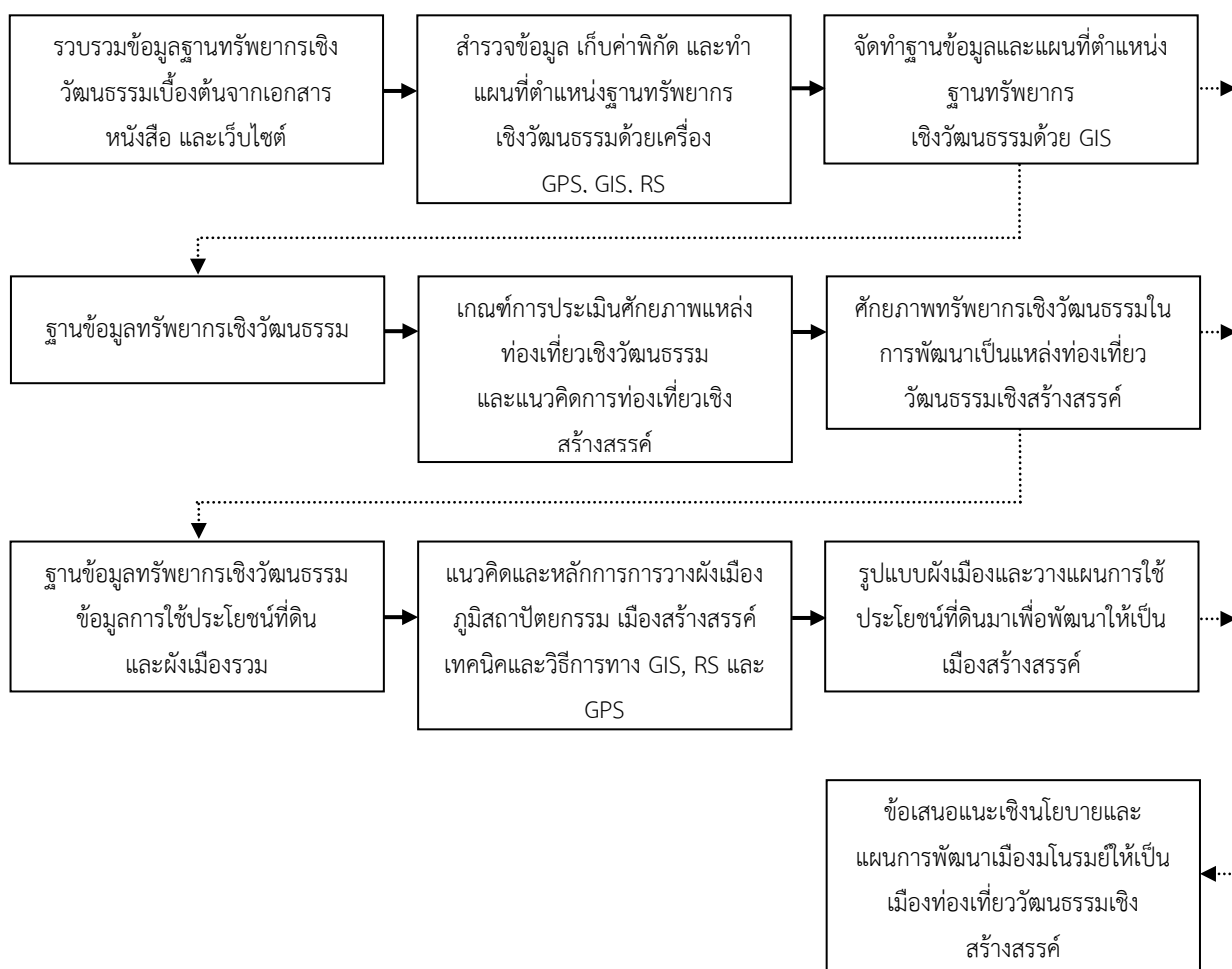 รวบรวมข้อมูลฐานทรัพยากรเชิง
วัฒนธรรมเบื้องต้นจากเอกสาร
หนังสือ และเว็บไซต์
สำรวจข้อมูล เก็บค่าพิกัด และทำ
แผนที่ตำแหน่งฐานทรัพยากร
เชิงวัฒนธรรมด้วยเครื่อง
GPS, GIS, RS
จัดทำฐานข้อมูลและแผนที่ตำแหน่ง
ฐานทรัพยากร
เชิงวัฒนธรรมด้วย GIS
ฐานข้อมูลทรัพยากรเชิงวัฒนธรรม
เกณฑ์การประเมินศักยภาพแหล่ง
ท่องเที่ยวเชิงวัฒนธรรม
และแนวคิดการท่องเที่ยวเชิง
สร้างสรรค์
ศักยภาพทรัพยากรเชิงวัฒนธรรมใน
การพัฒนาเป็นแหล่งท่องเที่ยว
วัฒนธรรมเชิงสร้างสรรค์
ฐานข้อมูลทรัพยากรเชิงวัฒนธรรม
ข้อมูลการใช้ประโยชน์ที่ดิน
และผังเมืองรวม
แนวคิดและหลักการการวางผังเมือง
ภูมิสถาปัตยกรรม เมืองสร้างสรรค์
เทคนิคและวิธีการทาง GIS, RS และ
GPS
รูปแบบผังเมืองและวางแผนการใช้
ประโยชน์ที่ดินมาเพื่อพัฒนาให้เป็น
เมืองสร้างสรรค์
ข้อเสนอแนะเชิงนโยบายและ
แผนการพัฒนาเมืองมโนรมย์ให้เป็น
เมืองท่องเที่ยววัฒนธรรมเชิง
สร้างสรรค์